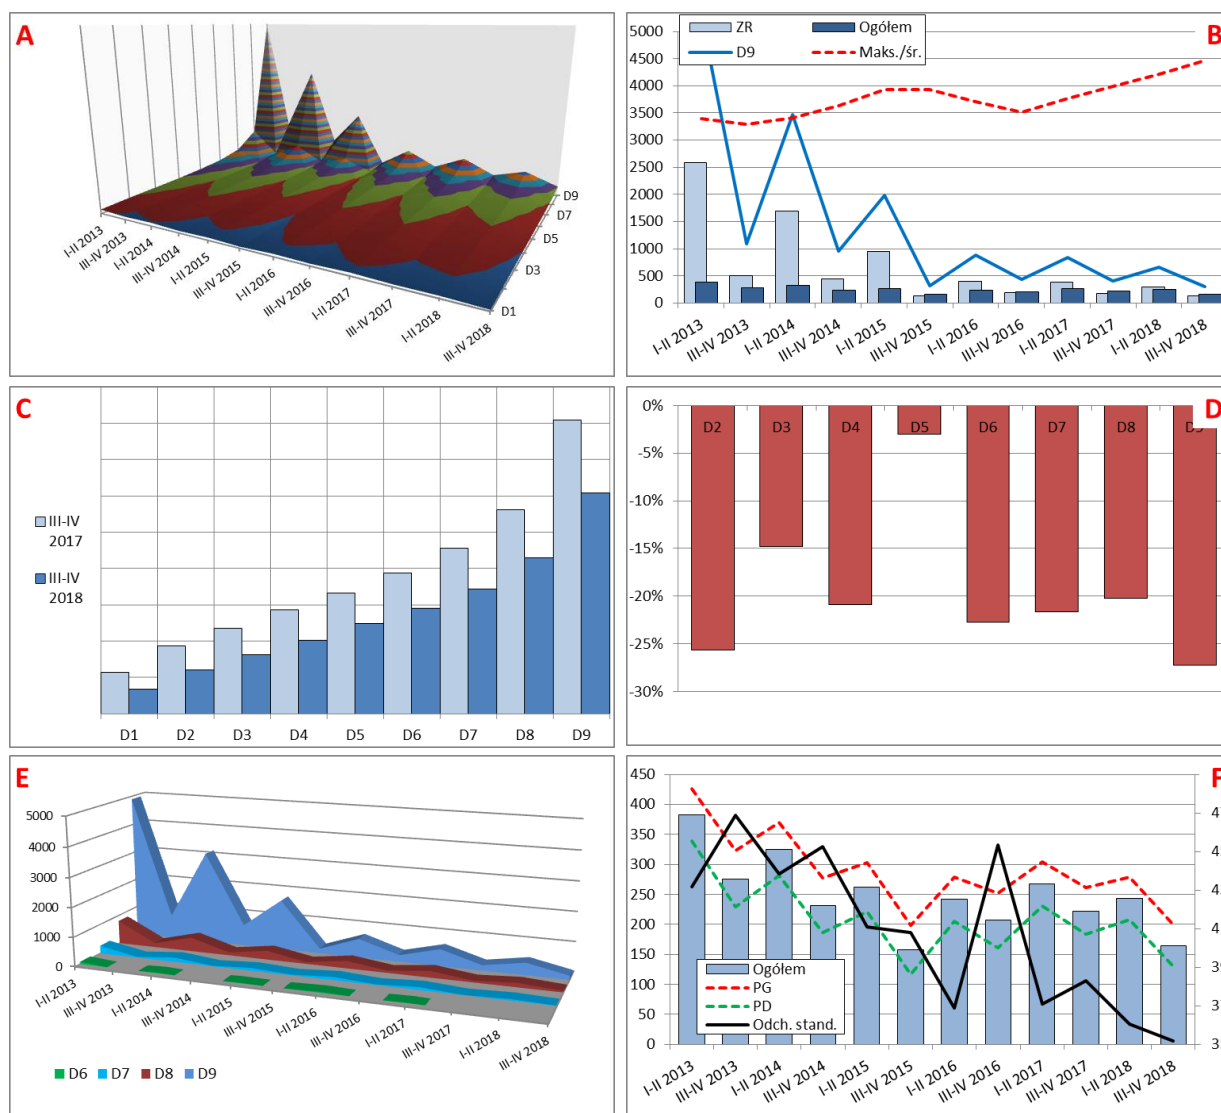 A
I-II 2013
III-IV 2013
I-II 2014
III-IV 2014
I-II 2015
III-IV 2015
I-II 2016
III-IV 2016
I-II 2017
III-IV 2017
I-II 2018
III-IV 2018
D1
D3
D5
D7
D9
B
ZR
Ogółem
D9
Maks./śr.
5000
4500
4000
3500
3000
2500
2000
1500
1000
500
0
I-II 2013
III-IV 2013
I-II 2014
III-IV 2014
I-II 2015
III-IV 2015
I-II 2016
III-IV 2016
I-II 2017
III-IV 2017
I-II 2018
III-IV 2018
C
III-IV
2017
III-IV
2018
D1
D2
D3
D4
D5
D6
D7
D8
D9
D
0%
-5%
-10%
-15%
-20%
-25%
-30%
D2
D3
D4
D5
D6
D7
D8
E
5000
4000
3000
2000
1000
0
I-II 2013
III-IV 2013
I-II 2014
III-IV 2014
I-II 2015
III-IV 2015
I-II 2016
III-IV 2016
I-II 2017
III-IV 2017
I-II 2018
III-IV 2018
D6
D7
D8
D9
F
450
400
350
300
250
200
150
100
50
0
Ogółem
PG
PD
Odch. stand.
I-II 2013
III-IV 2013
I-II 2014
III-IV 2014
I-II 2015
III-IV 2015
I-II 2016
III-IV 2016
I-II 2017
III-IV 2017
I-II 2018
III-IV 2018